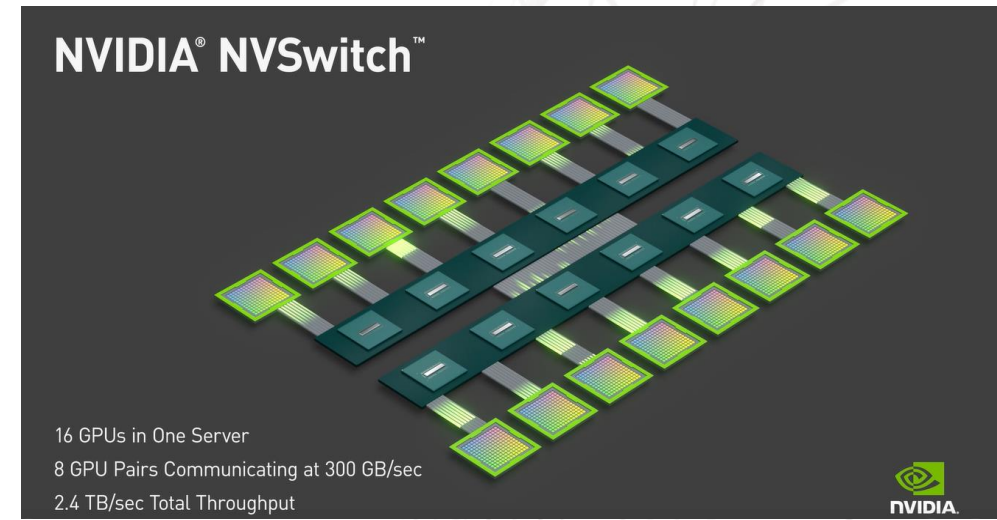 NVIDIA® NVSwitch™
16 GPUs in One Server
8 GPU Pairs Communicating at 300 GB/sec
2.4 TB/sec Total Throughput
NVIDIA.